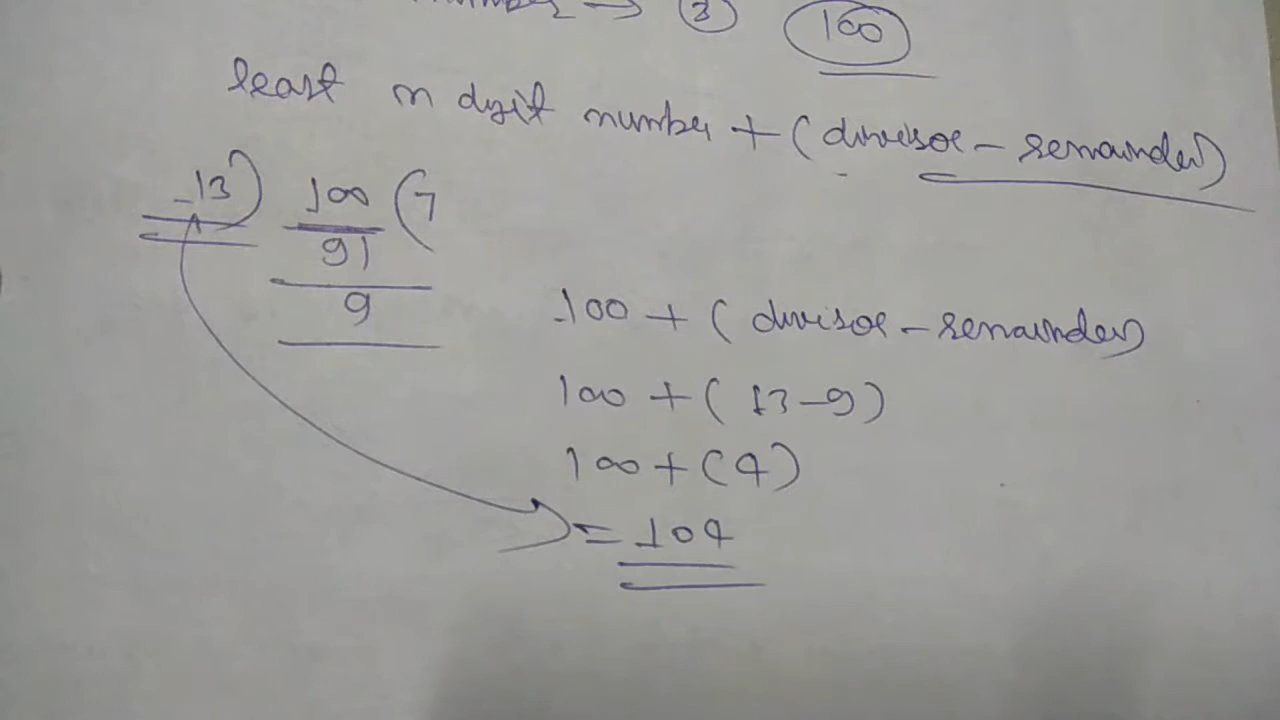 number → 3 100
least n digit number + (divisor - remainder)
13) 100 (7
91
9
100 + ( divisor - remainder)
100 + ( 13-9)
100 + (4)
= 104